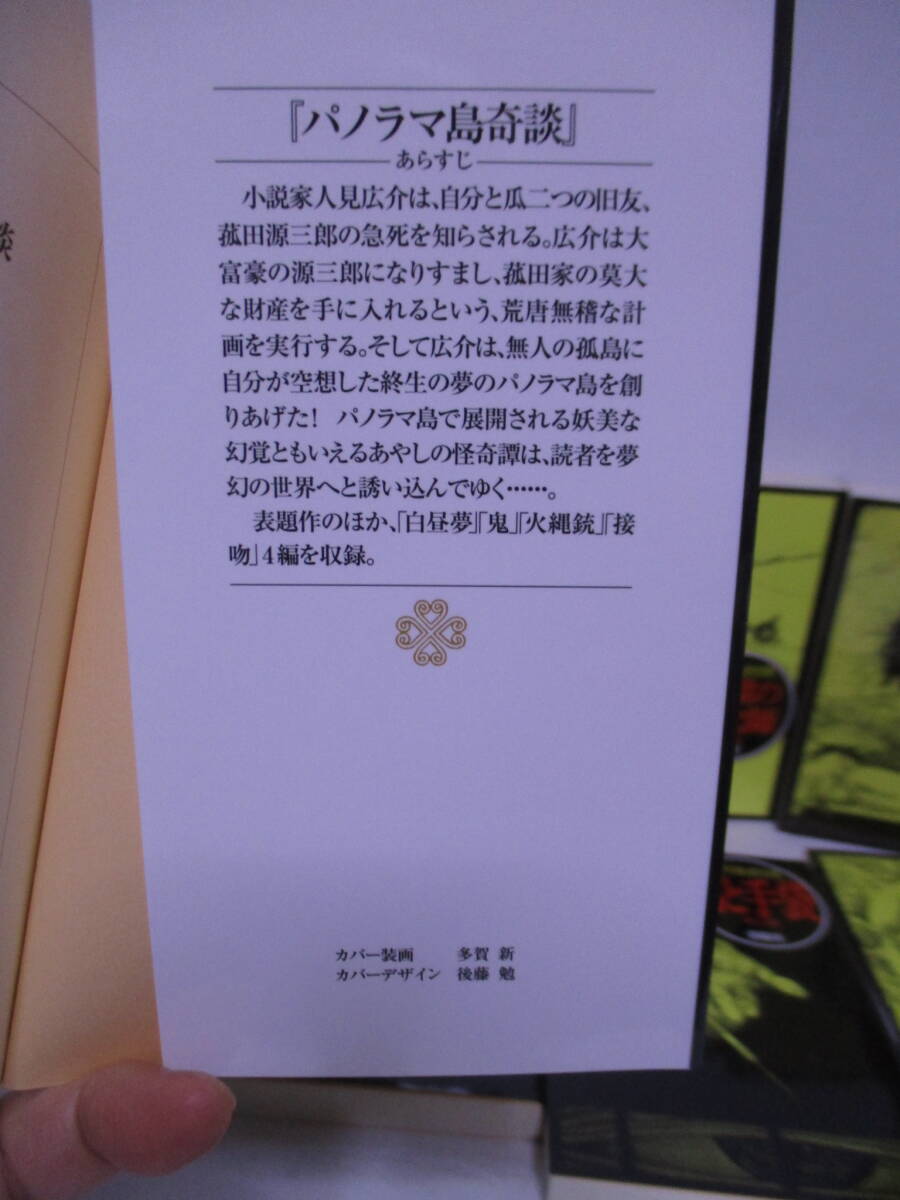 『パノラマ島奇談』
あらすじ
小説家人見広介は、自分と瓜二つの旧友、
菰田源三郎の急死を知らされる。広介は大
富豪の源三郎になりすまし、菰田家の莫大
な財産を手に入れるという、荒唐無稽な計
画を実行する。そして広介は、無人の孤島に
自分が空想した終生の夢のパノラマ島を創
りあげた！ パノラマ島で展開される妖美な
幻覚ともいえるあやしの怪奇譚は、読者を夢
幻の世界へと誘い込んでゆく……。
表題作のほか、「白昼夢」「鬼」「火縄銃」「接
吻」4編を収録。
カバー装画 多賀 新
カバーデザイン 後藤 勉
談